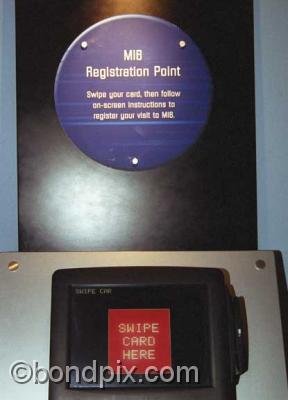 MI6
Registration Point
Swipe your card, then follow
on-screen instructions to
register your visit to MI6.
SWIPE CAR
SWIPE
CARD
HERE
©bondpix.com